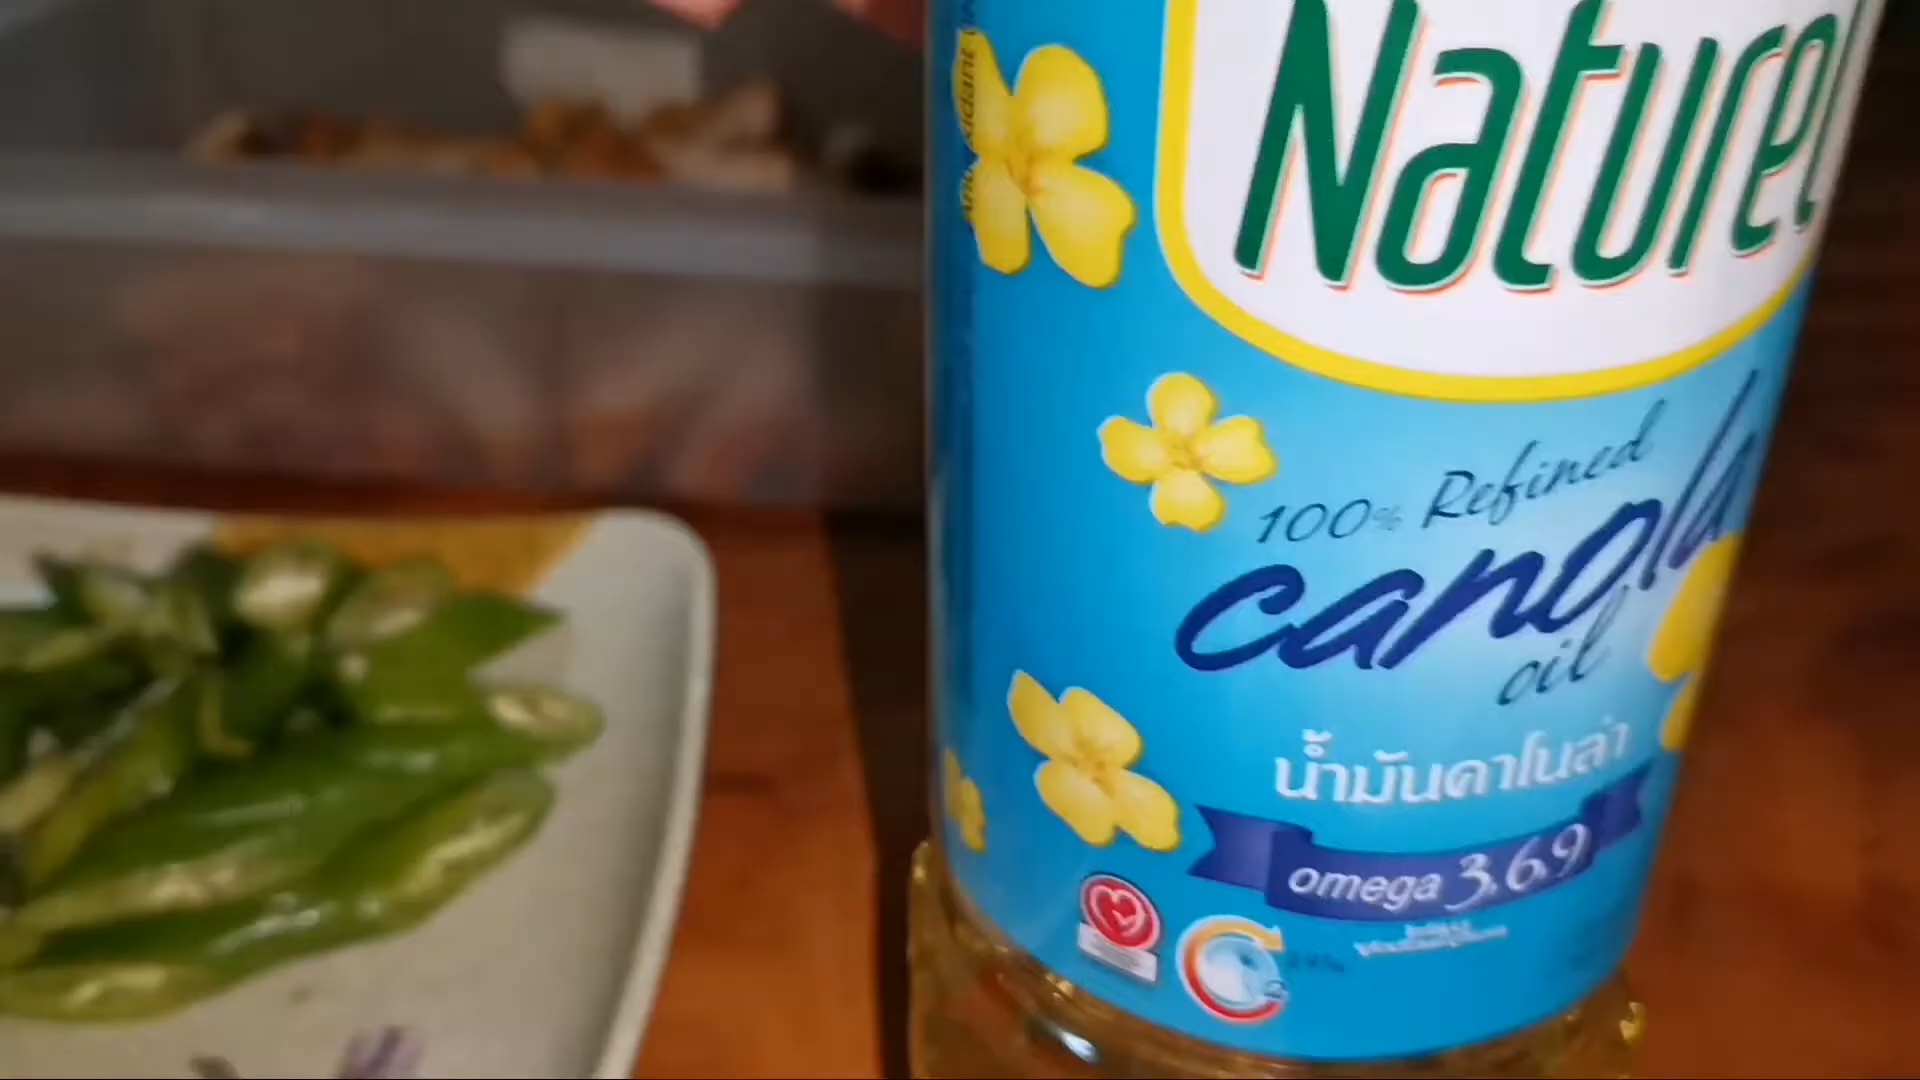 Naturel
100% Refined
canola
oil
น้ำมันคาโนล่า
omega 3,6,9